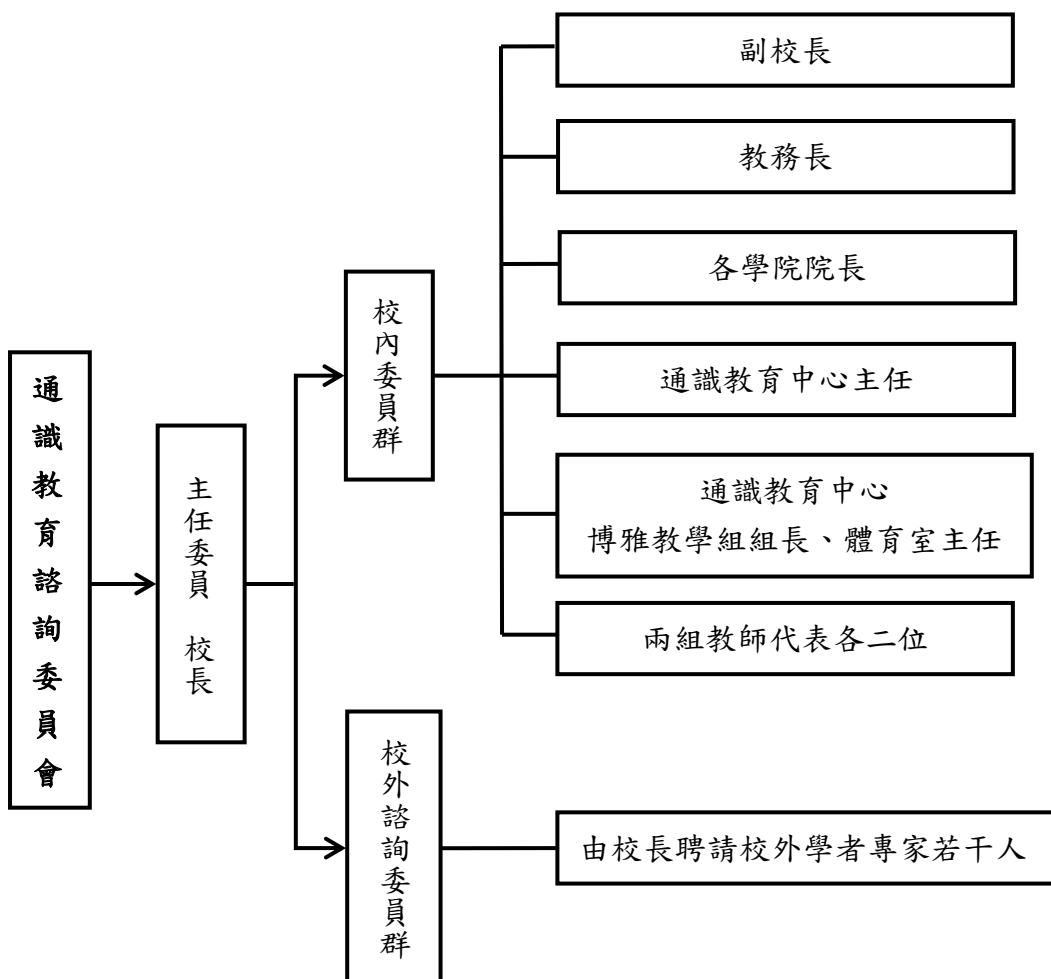 通識教育諮詢委員會
主任委員 校長
校內委員群
副校長
教務長
各學院院長
通識教育中心主任
通識教育中心
博雅教學組組長、體育室主任
兩組教師代表各二位
校外諮詢委員群
由校長聘請校外學者專家若干人